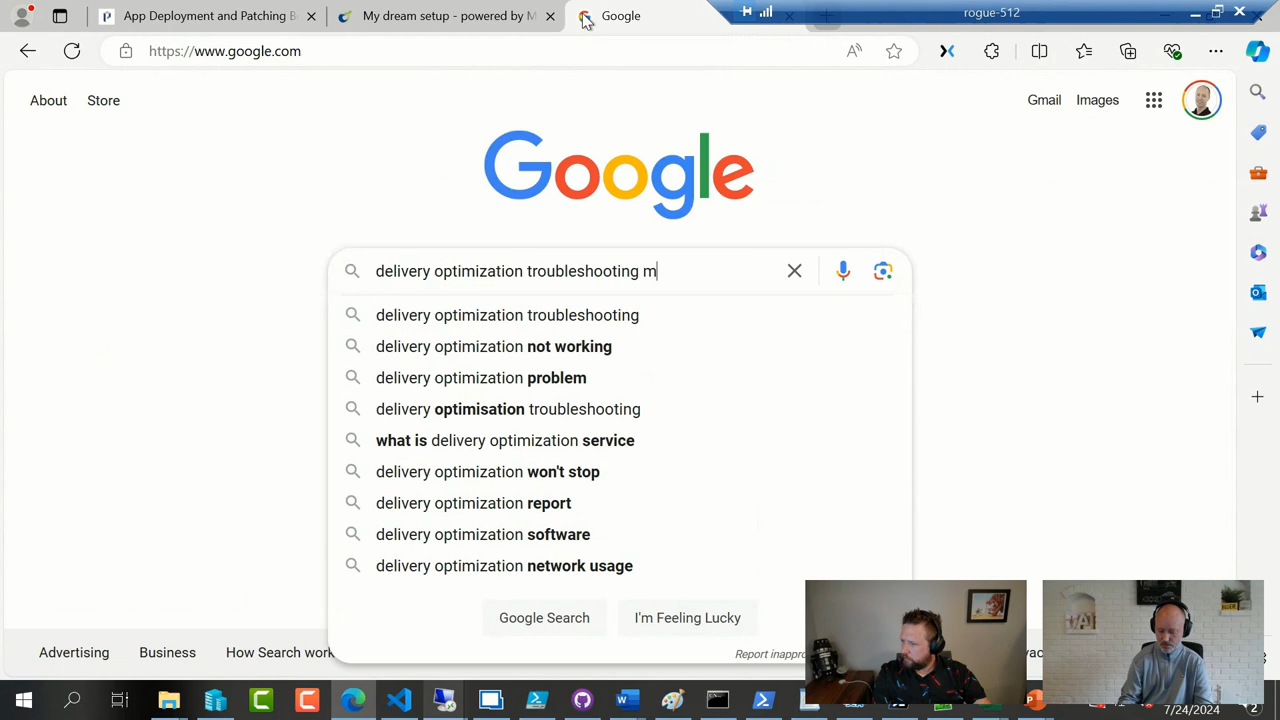 App Deployment and Patching B
My dream setup - powered by M
Google
rogue-512
https://www.google.com
About
Store
Gmail
Images
Google
delivery optimization troubleshooting m
delivery optimization troubleshooting
delivery optimization not working
delivery optimization problem
delivery optimisation troubleshooting
what is delivery optimization service
delivery optimization won't stop
delivery optimization report
delivery optimization software
delivery optimization network usage
Google Search
I'm Feeling Lucky
Report inappro
Advertising
Business
How Search work
7/24/2024
2